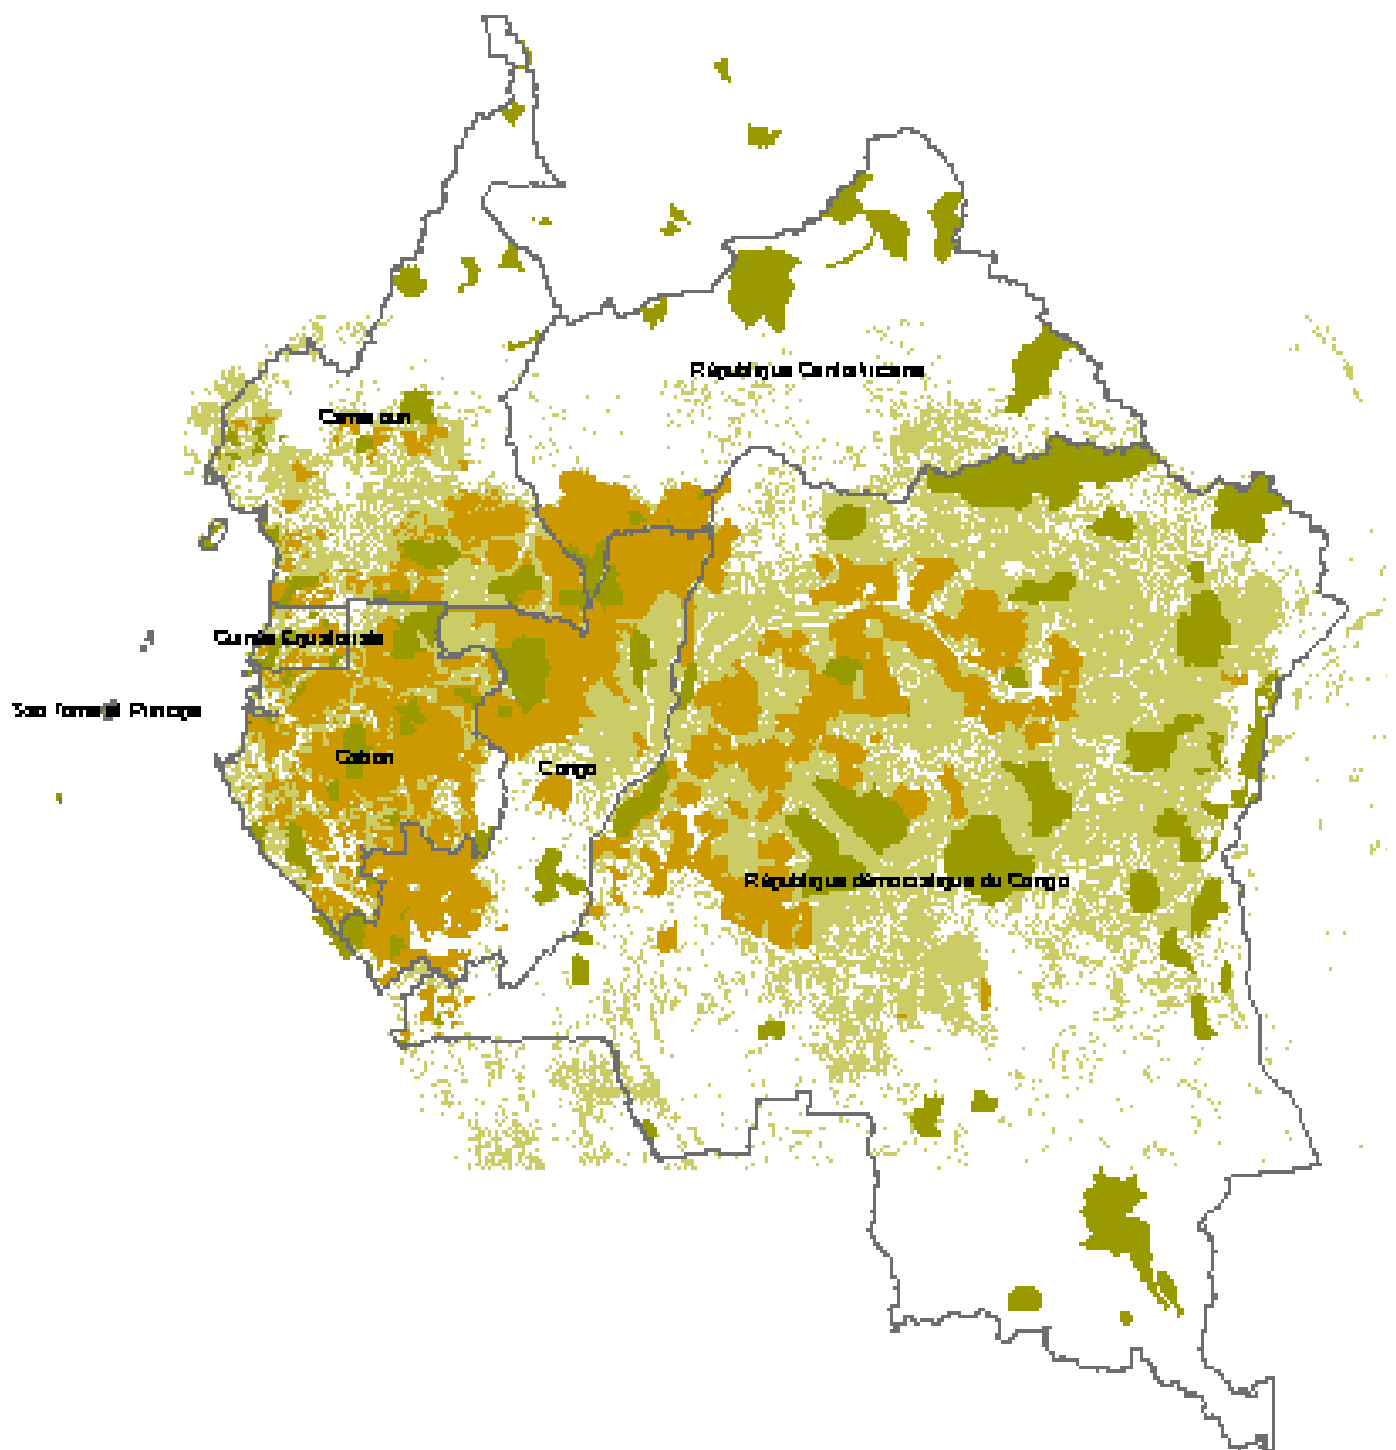 République Centrafricaine
Cameroun
Guinée Equatoriale
Sao Tomé et Principe
Gabon
Congo
République démocratique du Congo